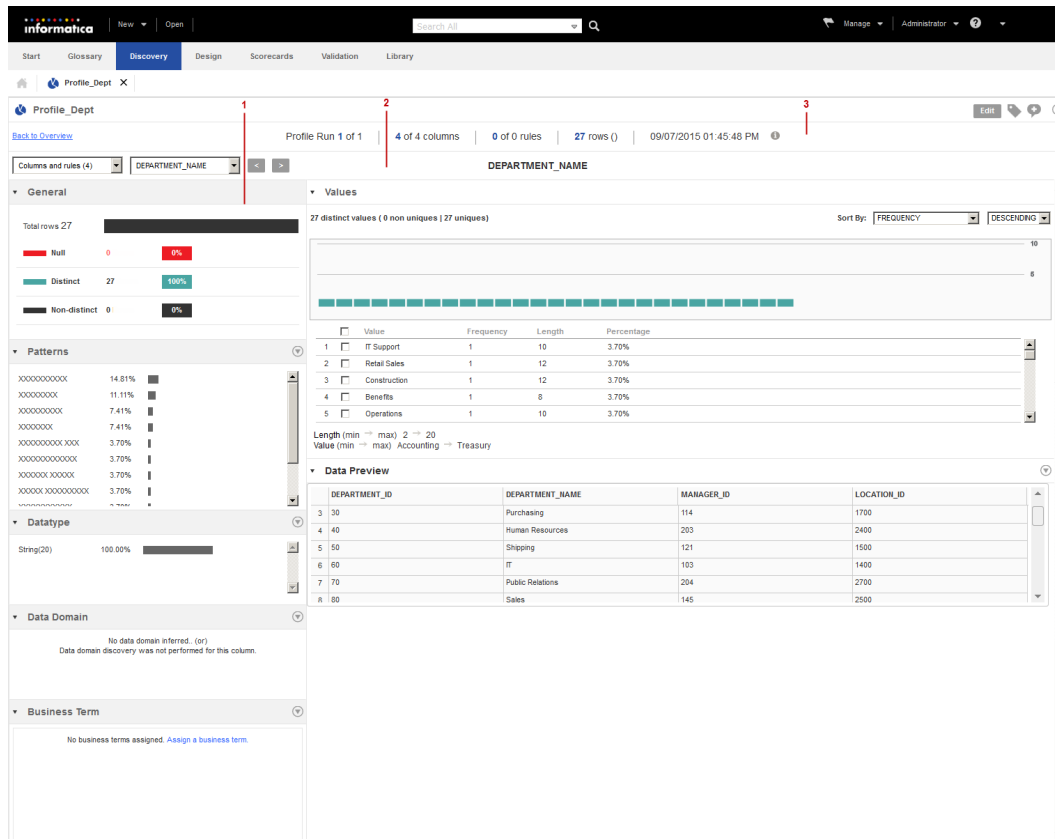 informatica New Open Search All Manage Administrator ?
Start Glossary Discovery Design Scorecards Validation Library
Profile_Dept X
Profile_Dept 1 2 3 Edit
Back to Overview Profile Run 1 of 1 4 of 4 columns 0 of 0 rules 27 rows () 09/07/2015 01:45:48 PM
Columns and rules (4) DEPARTMENT_NAME < > DEPARTMENT_NAME
General
Total rows 27
Null 0 0%
Distinct 27 100%
Non-distinct 0 0%
Patterns
XXXXXXXXXX 14.81%
XXXXXXXX 11.11%
XXXXXXXXX 7.41%
XXXXXXX 7.41%
XXXXXXXXX XXX 3.70%
XXXXXXXXXXXX 3.70%
XXXXXX XXXXX 3.70%
XXXXX XXXXXXXXX 3.70%
Datatype
String(20) 100.00%
Data Domain
No data domain inferred.. (or)
Data domain discovery was not performed for this column.
Business Term
No business terms assigned. Assign a business term.
Values
27 distinct values ( 0 non uniques | 27 uniques) Sort By: FREQUENCY DESCENDING
10
Value Frequency Length Percentage
1 IT Support 1 10 3.70%
2 Retail Sales 1 12 3.70%
3 Construction 1 12 3.70%
4 Benefits 1 8 3.70%
5 Operations 1 10 3.70%
Length (min → max) 2 → 20
Value (min → max) Accounting → Treasury
Data Preview
DEPARTMENT_ID DEPARTMENT_NAME MANAGER_ID LOCATION_ID
3 30 Purchasing 114 1700
4 40 Human Resources 203 2400
5 50 Shipping 121 1500
6 60 IT 103 1400
7 70 Public Relations 204 2700
8 80 Sales 145 2500